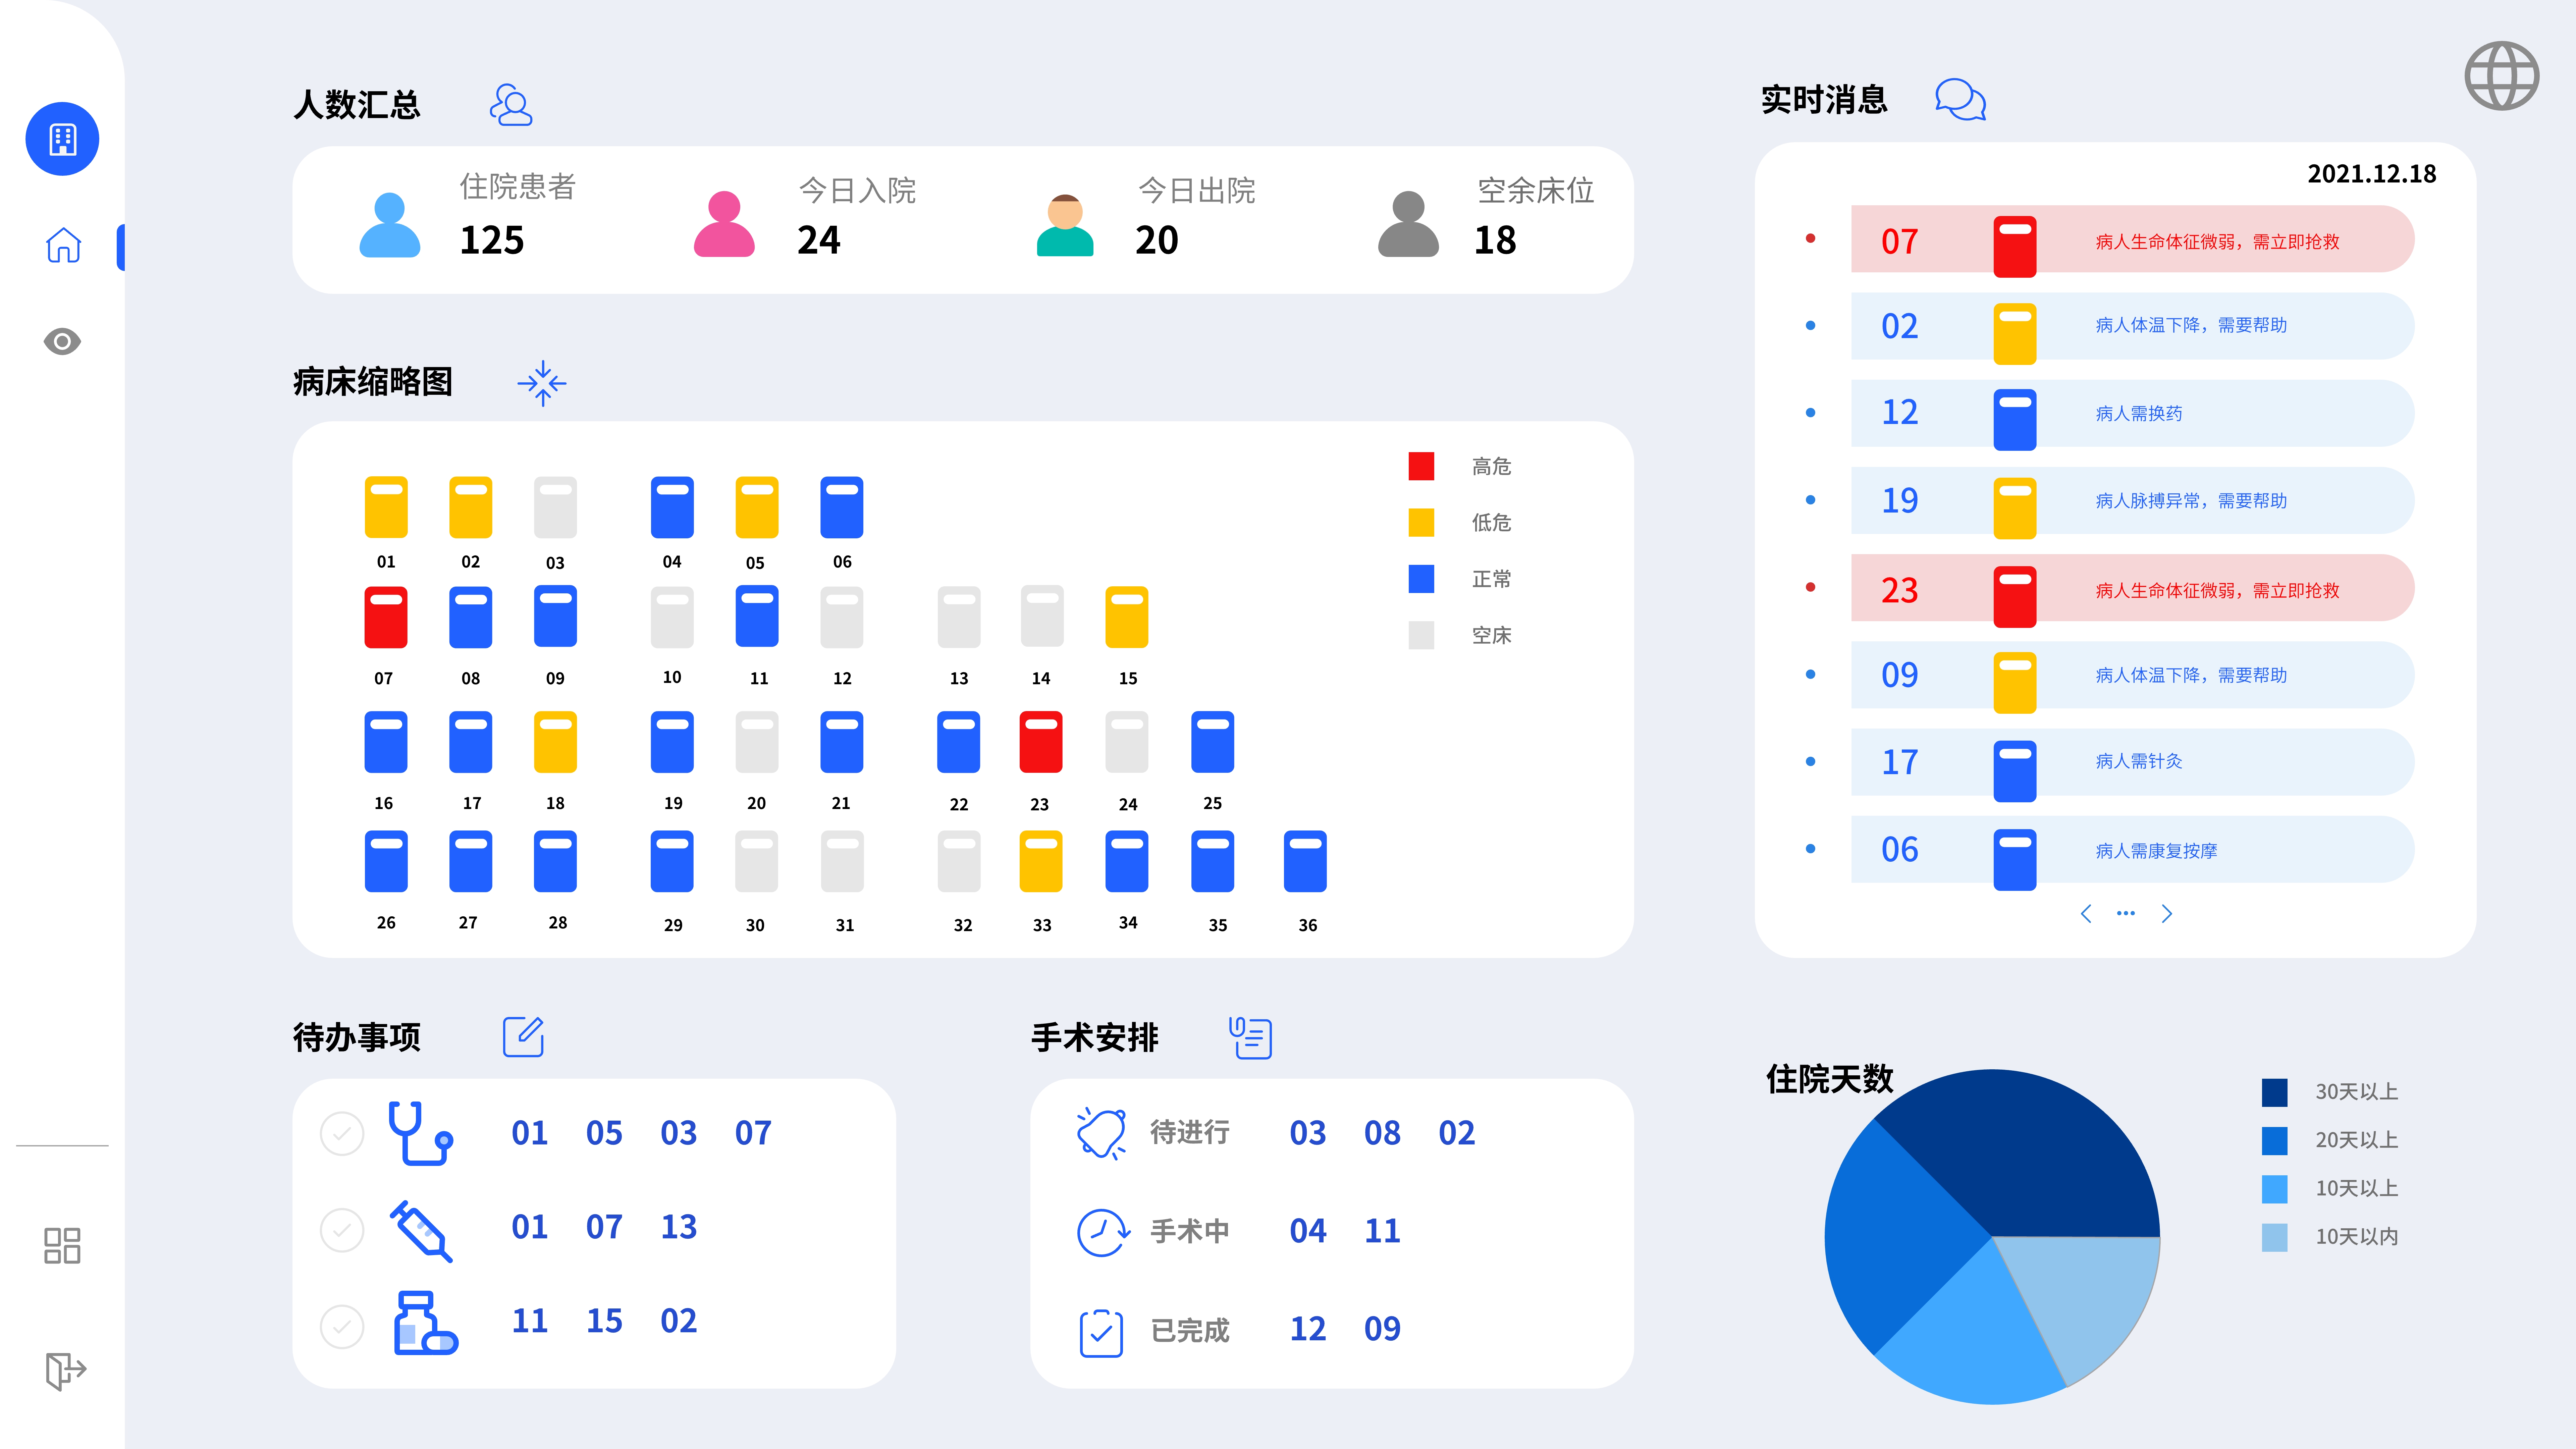 人数汇总
住院患者
125
今日入院
24
今日出院
20
空余床位
18
病床缩略图
01 02 03 04 05 06
07 08 09 10 11 12 13 14 15
16 17 18 19 20 21 22 23 24 25
26 27 28 29 30 31 32 33 34 35 36
高危
低危
正常
空床
实时消息
2021.12.18
07 病人生命体征微弱，需立即抢救
02 病人体温下降，需要帮助
12 病人需换药
19 病人脉搏异常，需要帮助
23 病人生命体征微弱，需立即抢救
09 病人体温下降，需要帮助
17 病人需针灸
06 病人需康复按摩
待办事项
01 05 03 07
01 07 13
11 15 02
手术安排
待进行 03 08 02
手术中 04 11
已完成 12 09
住院天数
30天以上
20天以上
10天以上
10天以内